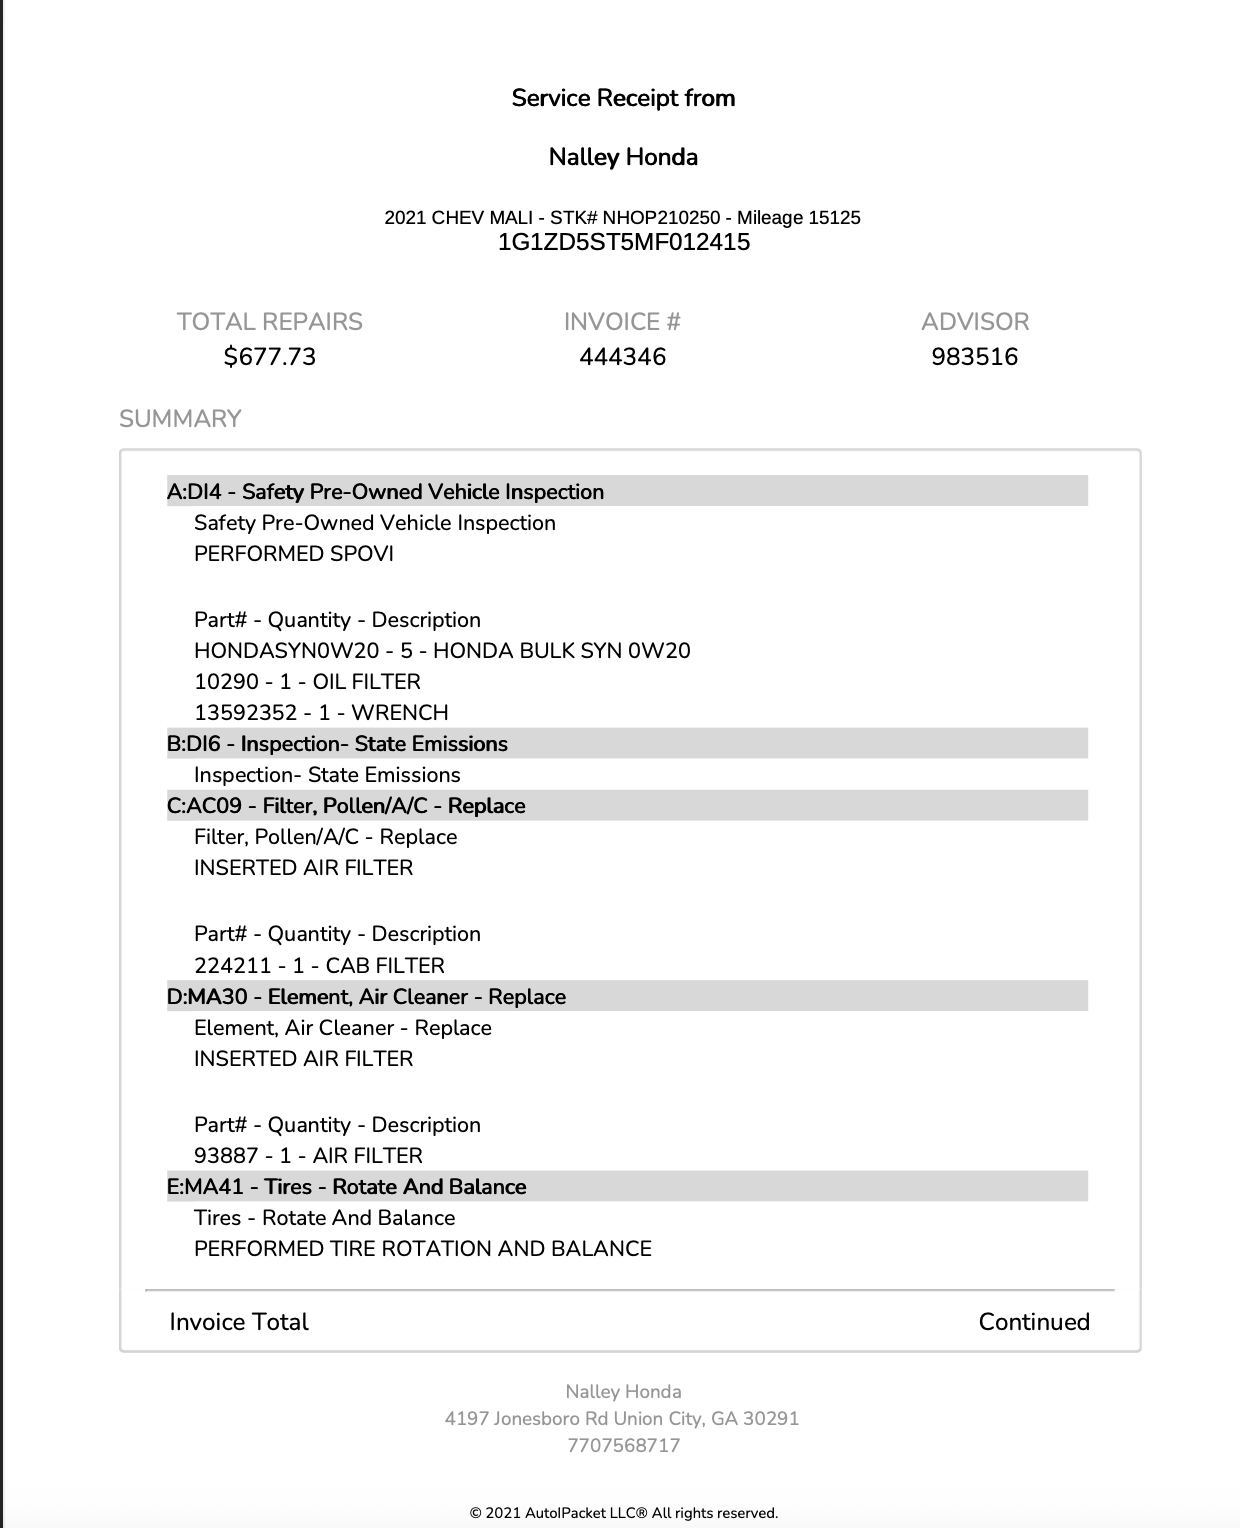 Service Receipt from
Nalley Honda
2021 CHEV MALI - STK# NHOP210250 - Mileage 15125
1G1ZD5ST5MF012415
TOTAL REPAIRS INVOICE # ADVISOR
$677.73 444346 983516
SUMMARY
A:DI4 - Safety Pre-Owned Vehicle Inspection
Safety Pre-Owned Vehicle Inspection
PERFORMED SPOVI
Part# - Quantity - Description
HONDASYN0W20 - 5 - HONDA BULK SYN 0W20
10290 - 1 - OIL FILTER
13592352 - 1 - WRENCH
B:DI6 - Inspection- State Emissions
Inspection- State Emissions
C:AC09 - Filter, Pollen/A/C - Replace
Filter, Pollen/A/C - Replace
INSERTED AIR FILTER
Part# - Quantity - Description
224211 - 1 - CAB FILTER
D:MA30 - Element, Air Cleaner - Replace
Element, Air Cleaner - Replace
INSERTED AIR FILTER
Part# - Quantity - Description
93887 - 1 - AIR FILTER
E:MA41 - Tires - Rotate And Balance
Tires - Rotate And Balance
PERFORMED TIRE ROTATION AND BALANCE
Invoice Total Continued
Nalley Honda
4197 Jonesboro Rd Union City, GA 30291
7707568717
© 2021 AutoIPacket LLC® All rights reserved.